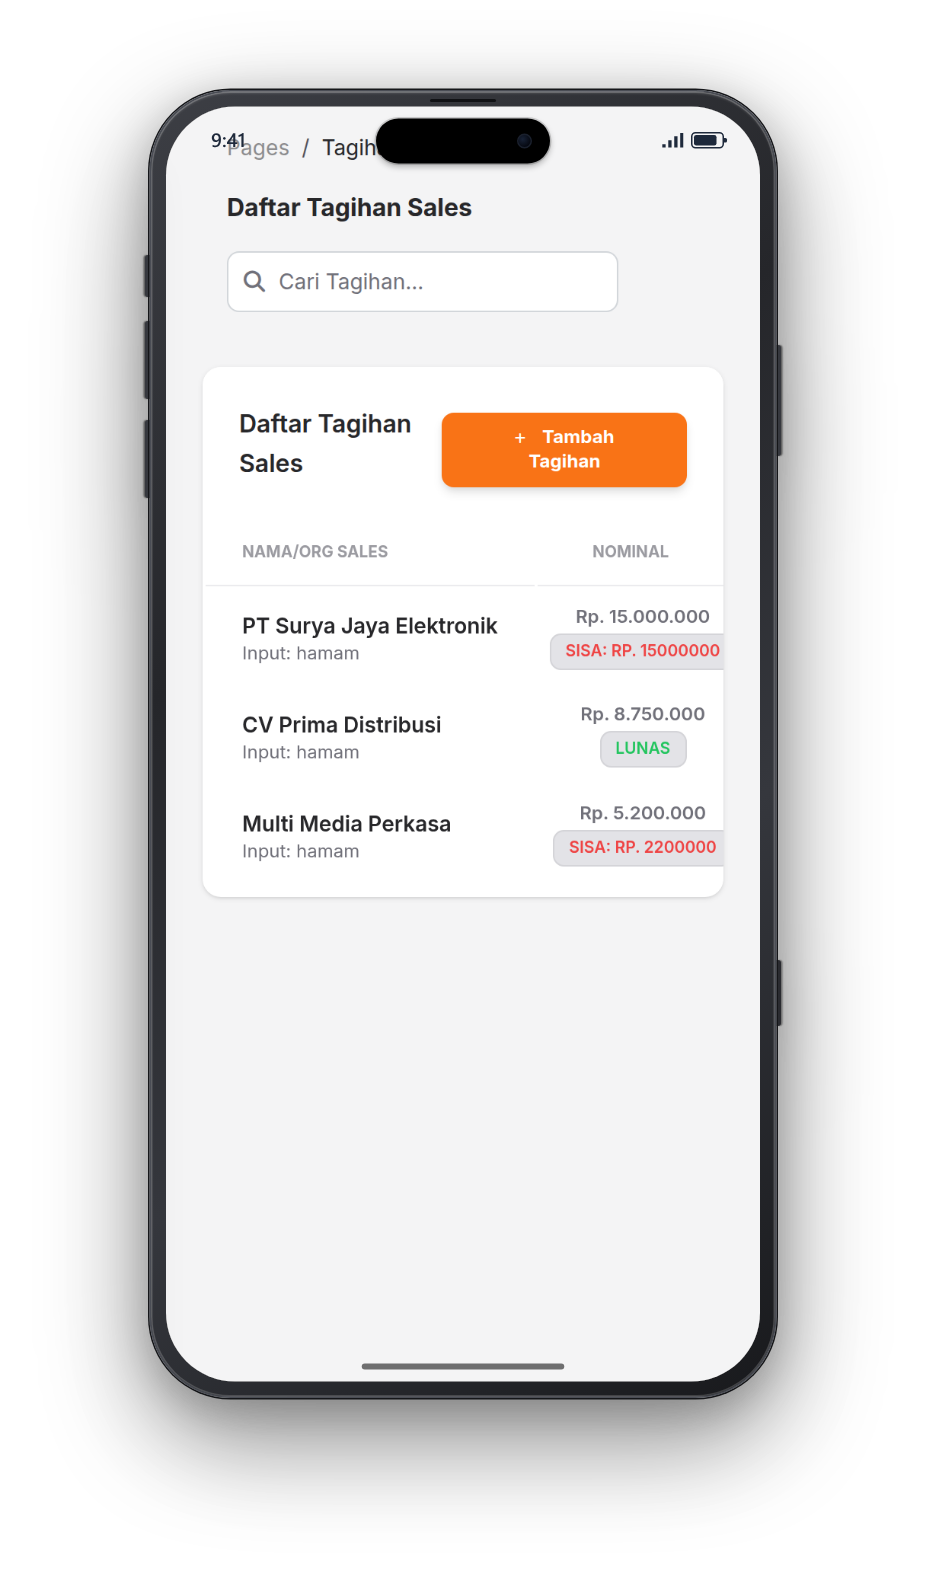 9:41
Pages / Tagih
Daftar Tagihan Sales
Cari Tagihan...
Daftar Tagihan
Sales
+ Tambah
Tagihan
NAMA/ORG SALES NOMINAL
PT Surya Jaya Elektronik Rp. 15.000.000
Input: hamam SISA: RP. 15000000
CV Prima Distribusi Rp. 8.750.000
Input: hamam LUNAS
Multi Media Perkasa Rp. 5.200.000
Input: hamam SISA: RP. 2200000